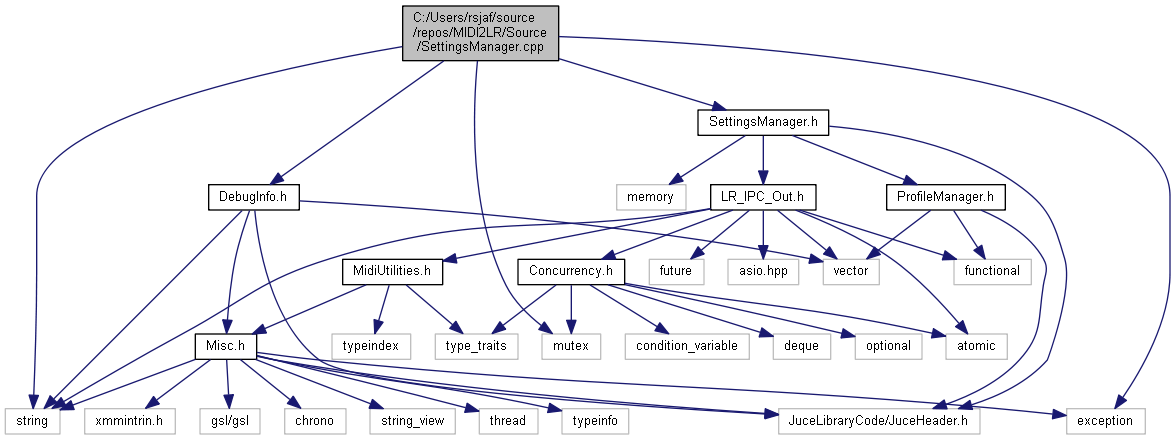 C:/Users/rsjaf/source
/repos/MIDI2LR/Source
/SettingsManager.cpp
SettingsManager.h
DebugInfo.h
memory
LR_IPC_Out.h
ProfileManager.h
MidiUtilities.h
Concurrency.h
future
asio.hpp
vector
functional
Misc.h
typeindex
type_traits
mutex
condition_variable
deque
optional
atomic
string
xmmintrin.h
gsl/gsl
chrono
string_view
thread
typeinfo
JuceLibraryCode/JuceHeader.h
exception